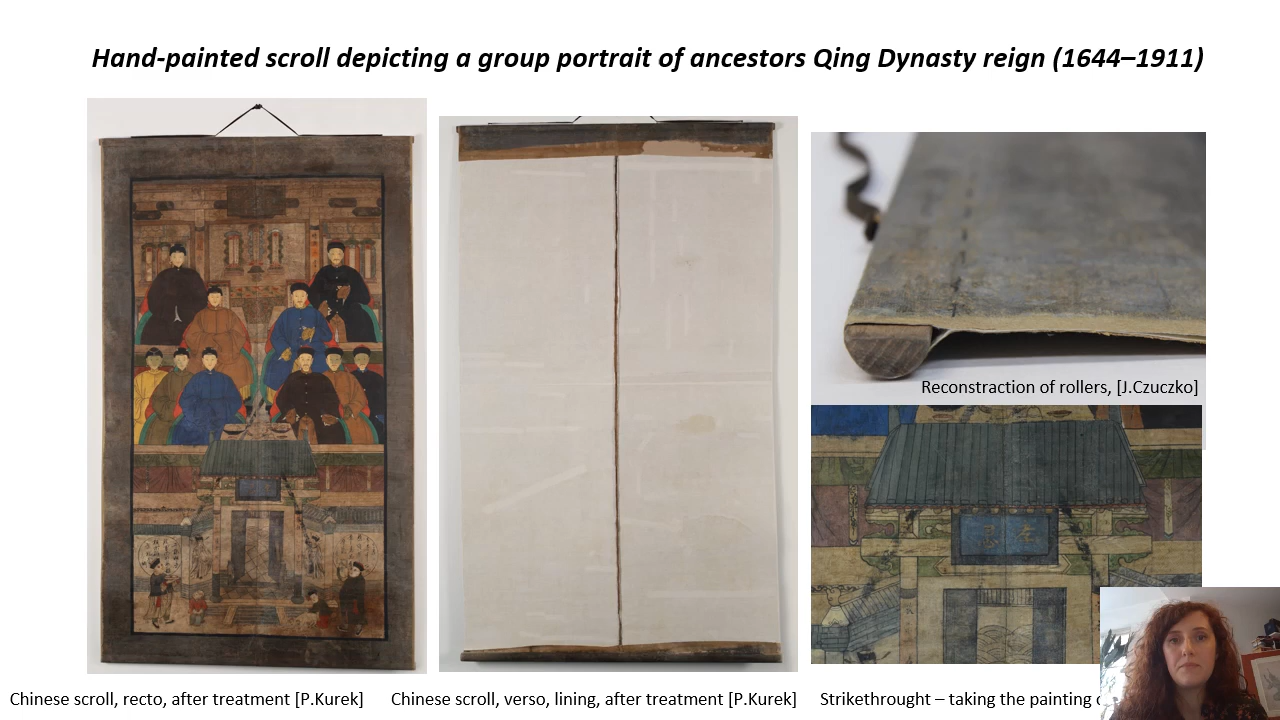 Hand-painted scroll depicting a group portrait of ancestors Qing Dynasty reign (1644–1911)
Reconstraction of rollers, [J.Czuczko]
Chinese scroll, recto, after treatment [P.Kurek]
Chinese scroll, verso, lining, after treatment [P.Kurek]
Strikethrought – taking the painting